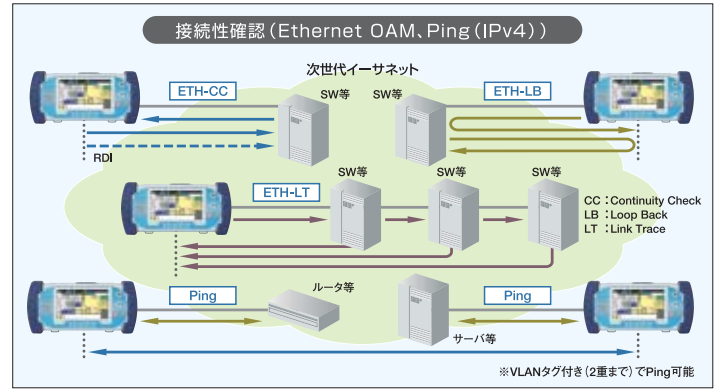 接続性確認(Ethernet OAM、Ping(IPv4))
次世代イーサネット
ETH-CC
SW等
SW等
ETH-LB
RDI
SW等
SW等
SW等
ETH-LT
CC :Continuity Check
LB :Loop Back
LT :Link Trace
Ping
ルータ等
Ping
サーバ等
※VLANタグ付き(2重まで)でPing可能